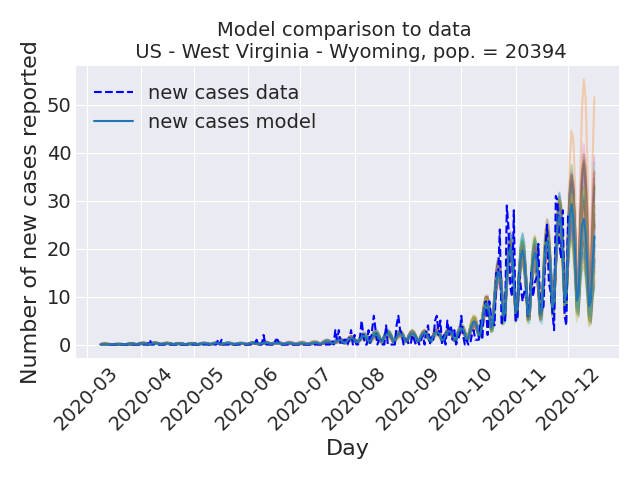 Model comparison to data
US - West Virginia - Wyoming, pop. = 20394
Number of new cases reported
50
40
30
20
10
0
new cases data
new cases model
2020-03
2020-04
2020-05
2020-06
2020-07
2020-08
2020-09
2020-10
2020-11
2020-12
Day